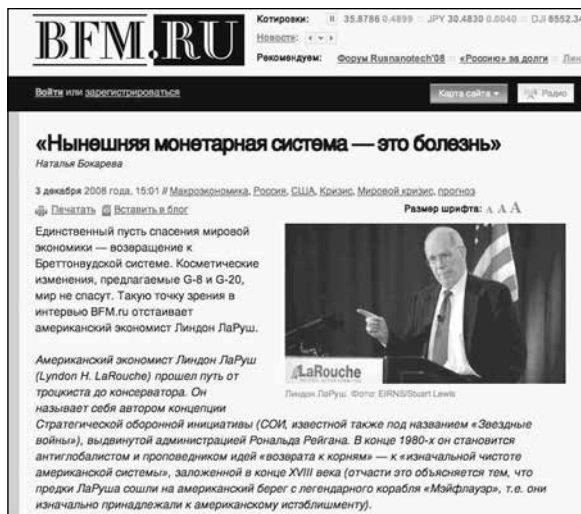 BFM.RU
Котировки: 35.8786 0.4899 :: JPY 30.4830 0.0040 :: DJI 8552.34
Новости:
Рекомендуем: Форум Rusnanotech'08 :: «Россию» за долги ::
Войти или зарегистрироваться
Карта сайта
Радио
«Нынешняя монетарная система — это болезнь»
Наталья Бокарева
3 декабря 2008 года, 15:01 // Макроэкономика, Россия, США, Кризис, Мировой кризис, прогноз
Печатать Вставить в блог
Размер шрифта: A A A
Единственный пусть спасения мировой
экономики — возвращение к
Бреттонвудской системе. Косметические
изменения, предлагаемые G-8 и G-20,
мир не спасут. Такую точку зрения в
интервью BFM.ru отстаивает
американский экономист Линдон ЛаРуш.
LaRouche
Линдон ЛаРуш. Фото: EIRNS/Stuart Lewis
Американский экономист Линдон ЛаРуш
(Lyndon H. LaRouche) прошел путь от
троцкиста до консерватора. Он
называет себя автором концепции
Стратегической оборонной инициативы (СОИ, известной также под названием «Звездные
войны»), выдвинутой администрацией Рональда Рейгана. В конце 1980-х он становится
антиглобалистом и проповедником идей «возврата к корням» — к «изначальной чистоте
американской системы», заложенной в конце XVIII века (отчасти это объясняется тем, что
предки ЛаРуша сошли на американский берег с легендарного корабля «Мэйфлауэр», т.е. они
изначально принадлежали к американскому истэблишменту).